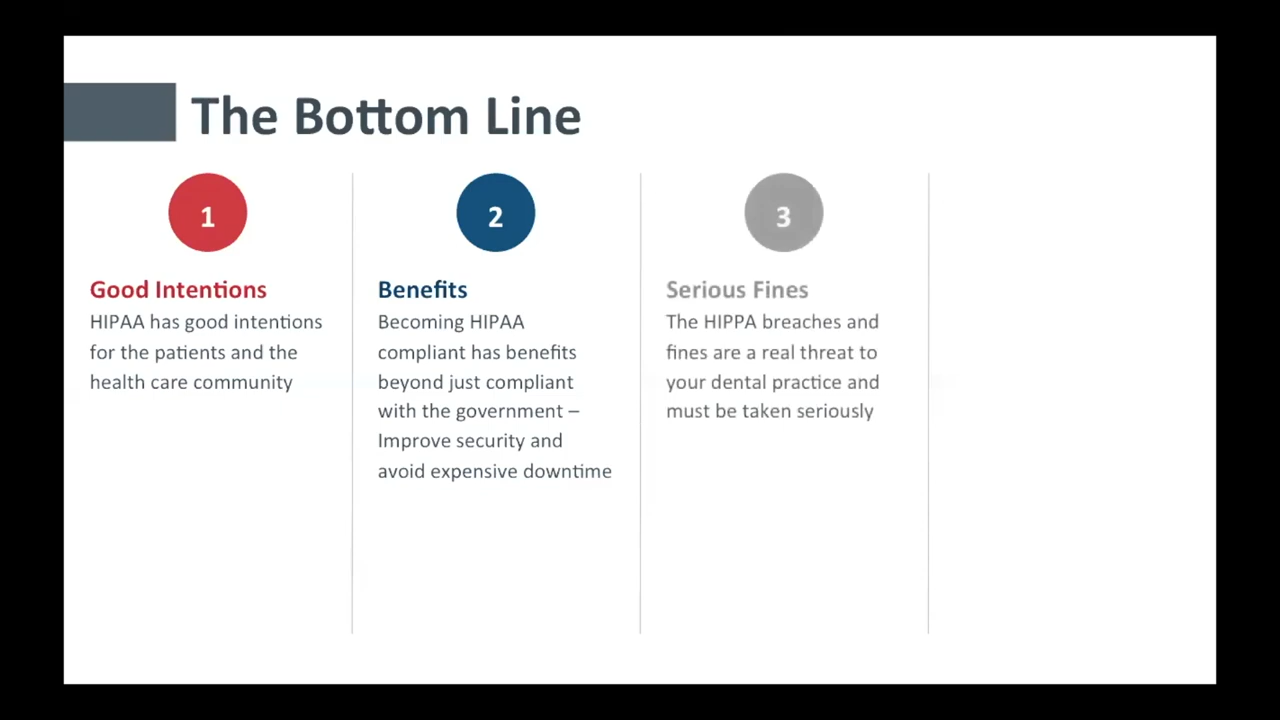 The Bottom Line
1
Good Intentions
HIPAA has good intentions
for the patients and the
health care community
2
Benefits
Becoming HIPAA
compliant has benefits
beyond just compliant
with the government –
Improve security and
avoid expensive downtime
3
Serious Fines
The HIPPA breaches and
fines are a real threat to
your dental practice and
must be taken seriously